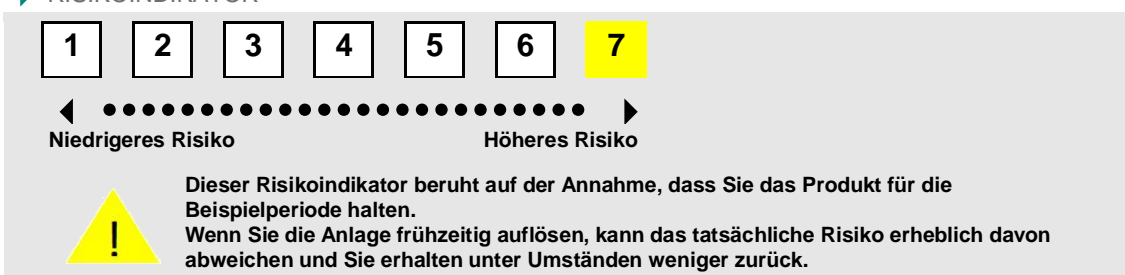 RISIKOINDIKATOR
1 2 3 4 5 6 7
Niedrigeres Risiko Höheres Risiko
Dieser Risikoindikator beruht auf der Annahme, dass Sie das Produkt für die
Beispielperiode halten.
Wenn Sie die Anlage frühzeitig auflösen, kann das tatsächliche Risiko erheblich davon
abweichen und Sie erhalten unter Umständen weniger zurück.
!